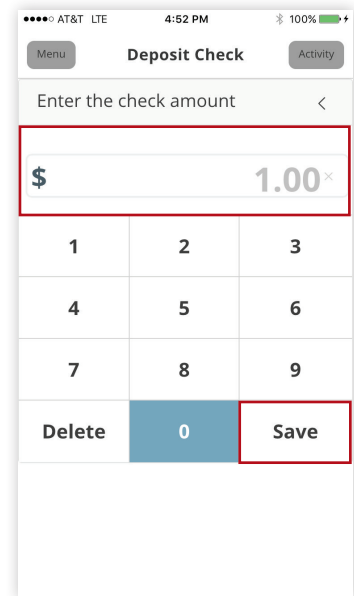 AT&T LTE 4:52 PM 100%
Menu Deposit Check Activity
Enter the check amount <
$ 1.00 ×
1 2 3
4 5 6
7 8 9
Delete 0 Save